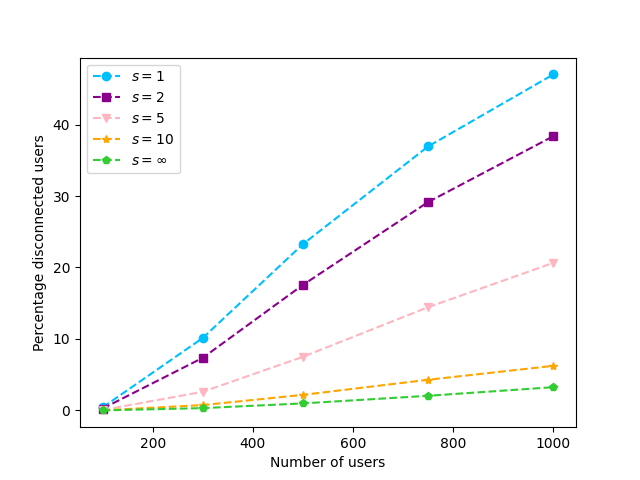 s = 1
s = 2
s = 5
s = 10
s = ∞
40
30
20
10
0
Percentage disconnected users
200 400 600 800 1000
Number of users